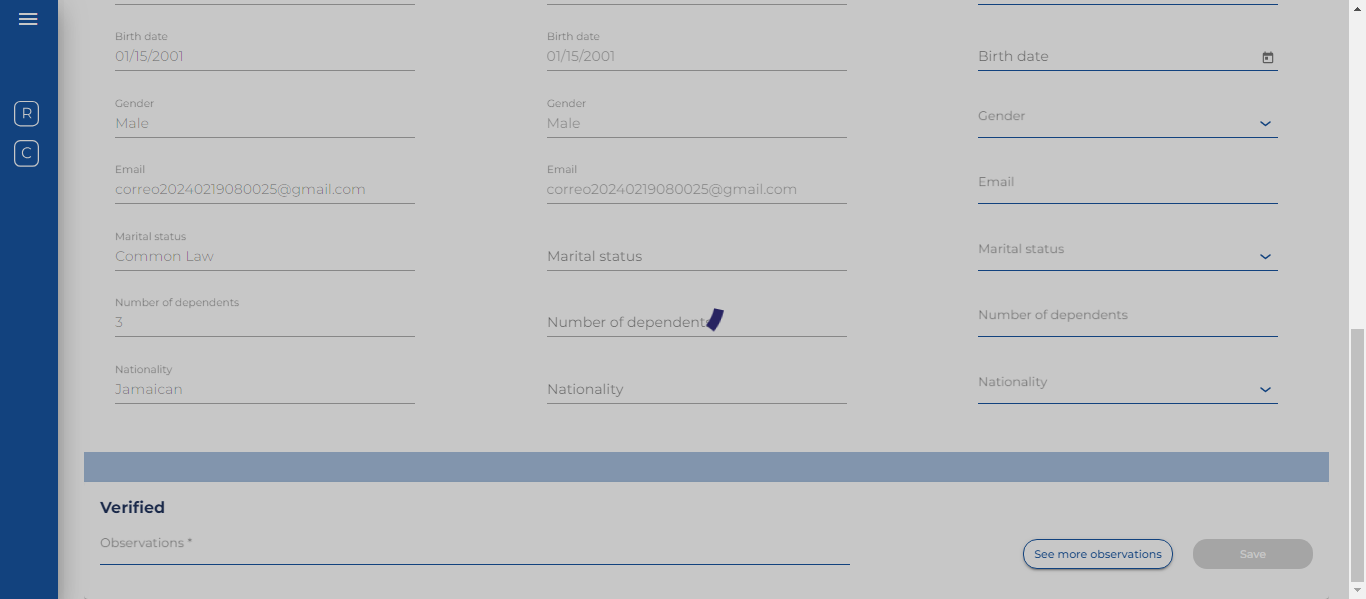 R
C
Birth date
01/15/2001
Birth date
01/15/2001
Birth date
Gender
Male
Gender
Male
Gender
Email
correo20240219080025@gmail.com
Email
correo20240219080025@gmail.com
Email
Marital status
Common Law
Marital status
Marital status
Number of dependents
3
Number of dependents
Number of dependents
Nationality
Jamaican
Nationality
Nationality
Verified
Observations *
See more observations
Save